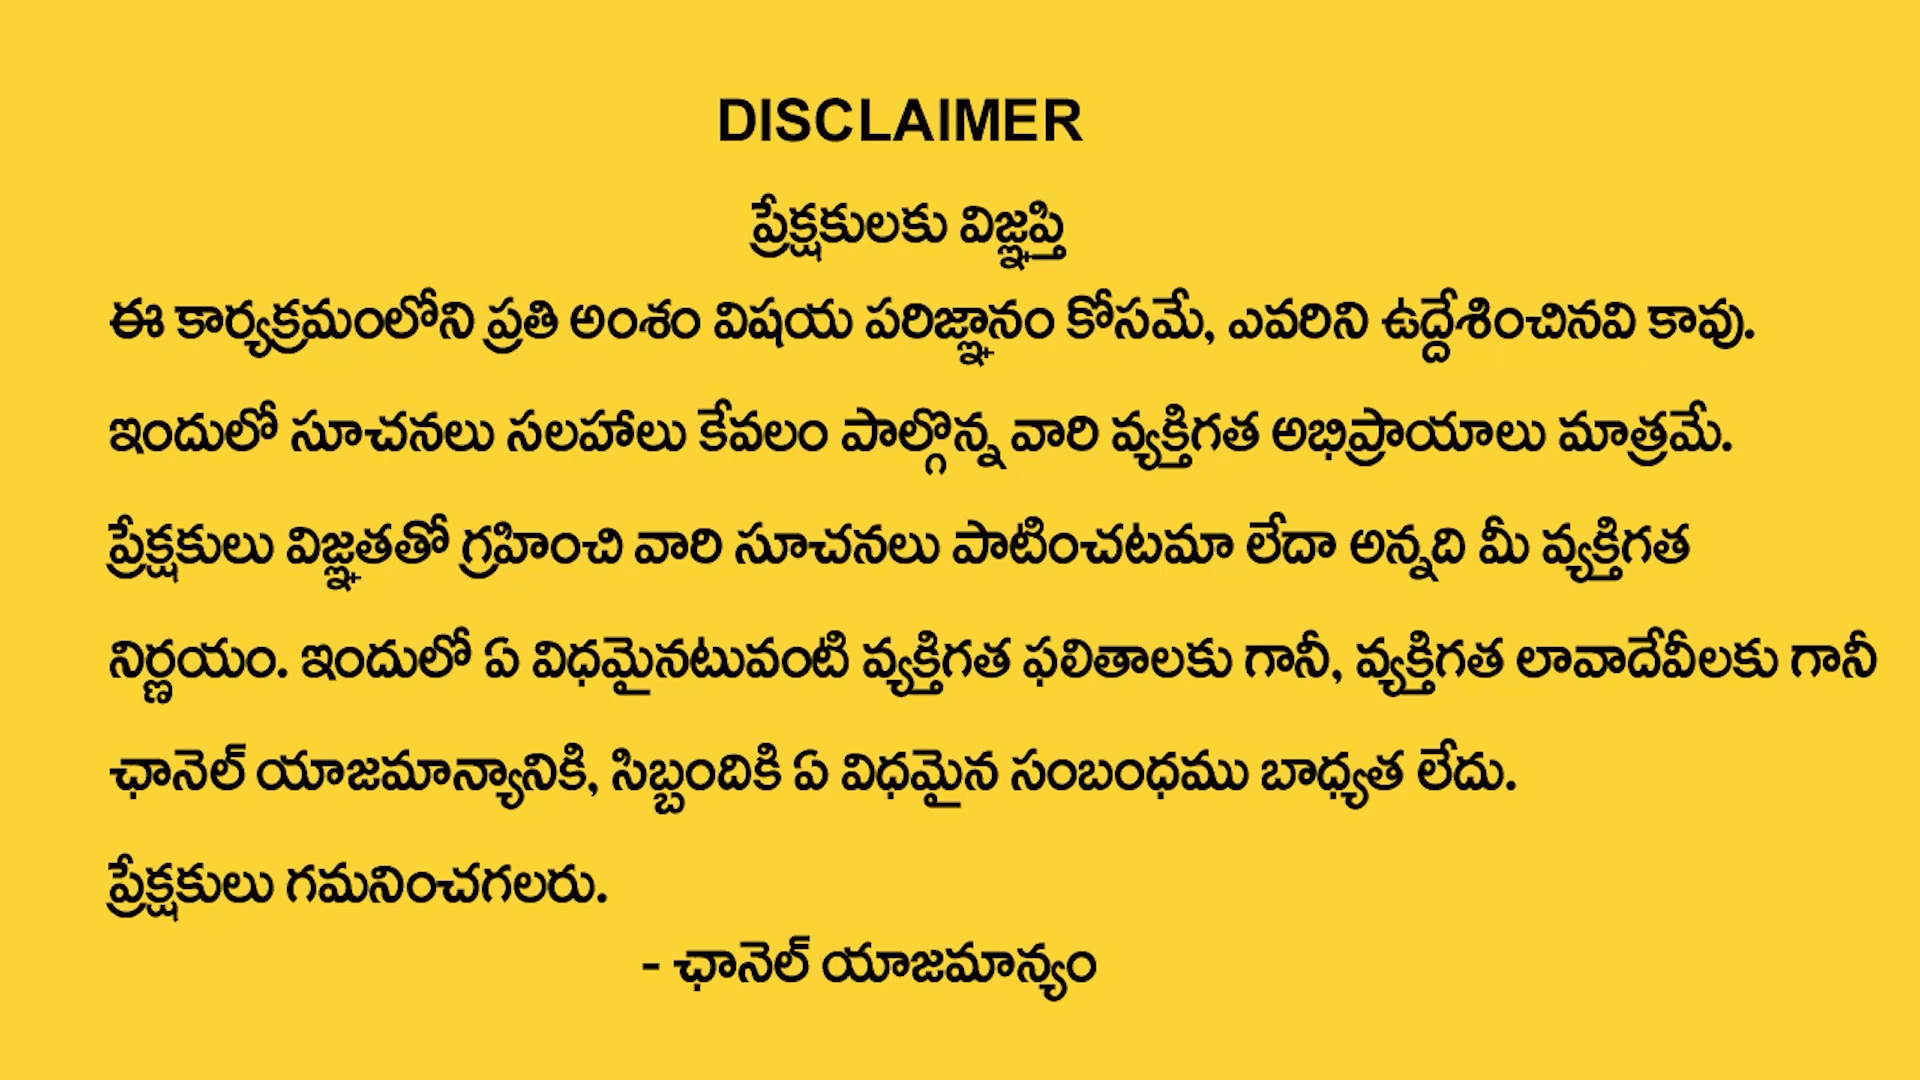 DISCLAIMER
ప్రేక్షకులకు విజ్ఞప్తి
ఈ కార్యక్రమంలోని ప్రతి అంశం విషయ పరిజ్ఞానం కోసమే, ఎవరిని ఉద్దేశించినవి కావు.
ఇందులో సూచనలు సలహాలు కేవలం పాల్గొన్న వారి వ్యక్తిగత అభిప్రాయాలు మాత్రమే.
ప్రేక్షకులు విజ్ఞతతో గ్రహించి వారి సూచనలు పాటించటమా లేదా అన్నది మీ వ్యక్తిగత
నిర్ణయం. ఇందులో ఏ విధమైనటువంటి వ్యక్తిగత ఫలితాలకు గానీ, వ్యక్తిగత లావాదేవీలకు గానీ
ఛానెల్ యాజమాన్యానికి, సిబ్బందికి ఏ విధమైన సంబంధము బాధ్యత లేదు.
ప్రేక్షకులు గమనించగలరు.
- ఛానెల్ యాజమాన్యం